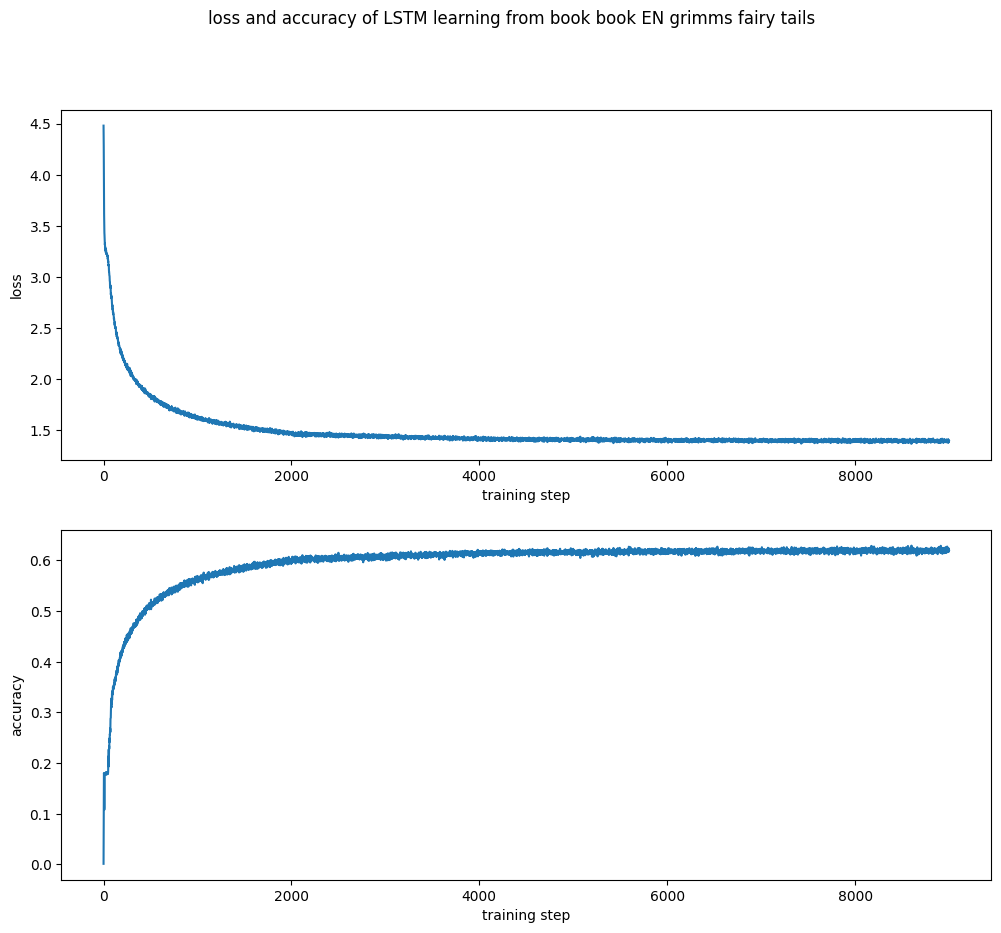 loss and accuracy of LSTM learning from book book EN grimms fairy tails
4.5
4.0
3.5
3.0
2.5
2.0
1.5
loss
0 2000 4000 6000 8000
training step
0.6
0.5
0.4
0.3
0.2
0.1
0.0
accuracy
0 2000 4000 6000 8000
training step